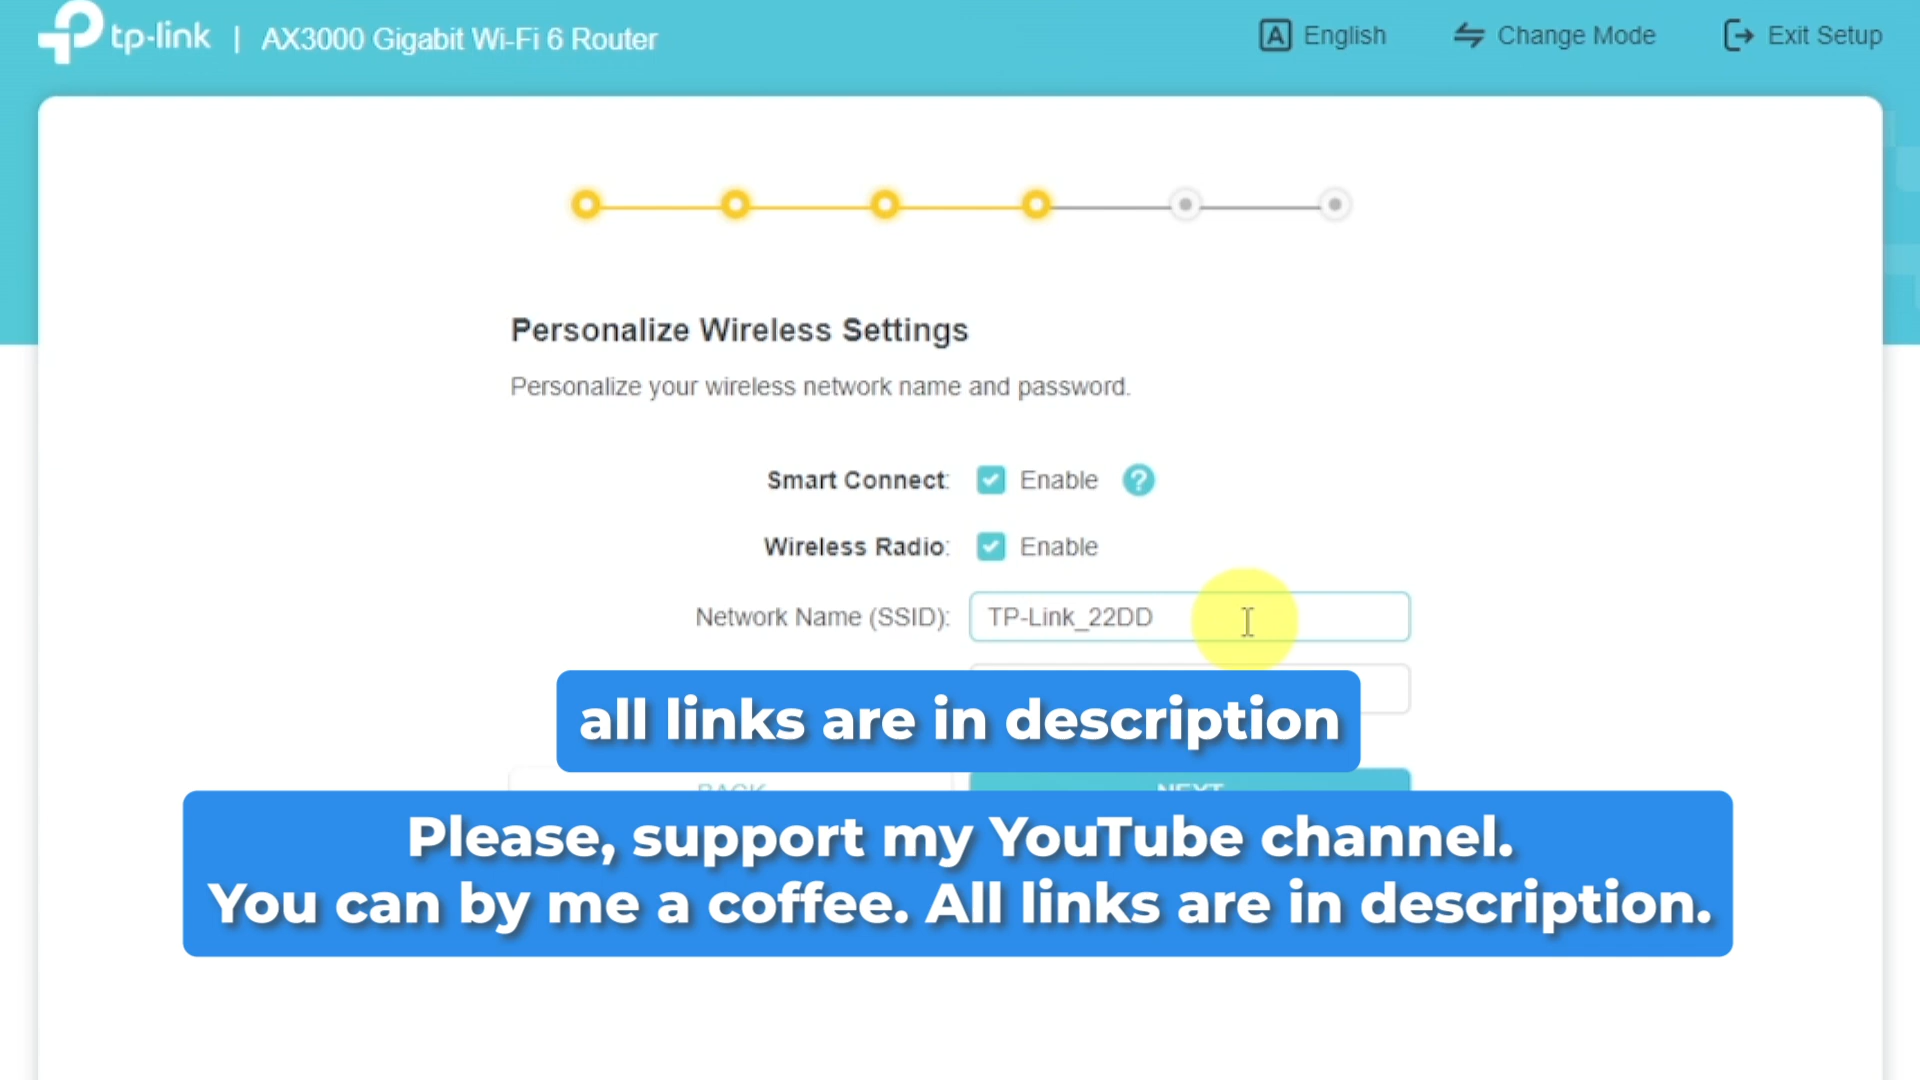 tp-link | AX3000 Gigabit Wi-Fi 6 Router
A English
Change Mode
Exit Setup
Personalize Wireless Settings
Personalize your wireless network name and password.
Smart Connect: Enable ?
Wireless Radio: Enable
Network Name (SSID): TP-Link_22DD
all links are in description
BACK
NEXT
Please, support my YouTube channel.
You can by me a coffee. All links are in description.